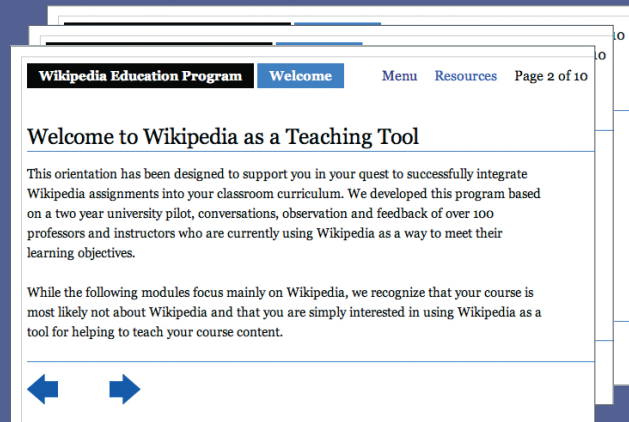 10
10
Wikipedia Education Program Welcome Menu Resources Page 2 of 10
Welcome to Wikipedia as a Teaching Tool
This orientation has been designed to support you in your quest to successfully integrate
Wikipedia assignments into your classroom curriculum. We developed this program based
on a two year university pilot, conversations, observation and feedback of over 100
professors and instructors who are currently using Wikipedia as a way to meet their
learning objectives.
While the following modules focus mainly on Wikipedia, we recognize that your course is
most likely not about Wikipedia and that you are simply interested in using Wikipedia as a
tool for helping to teach your course content.